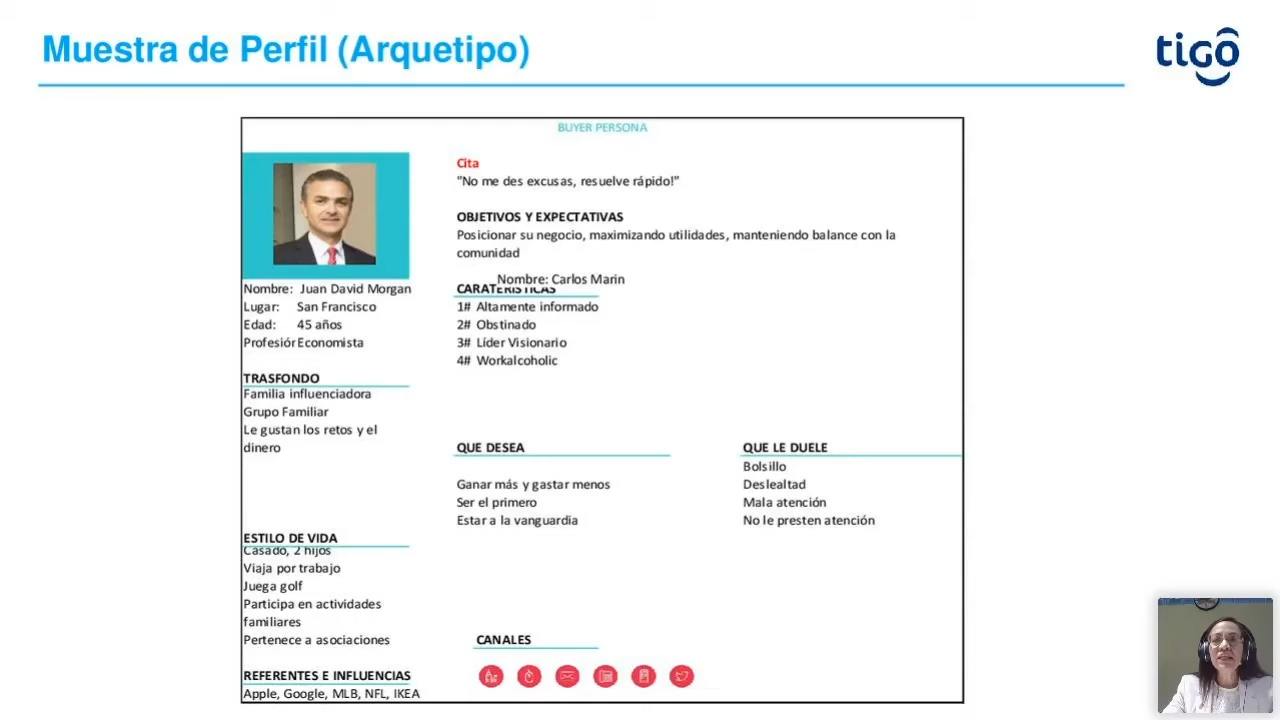 Muestra de Perfil (Arquetipo)
tigo
BUYER PERSONA
Cita
"No me des excusas, resuelve rápido!"
OBJETIVOS Y EXPECTATIVAS
Posicionar su negocio, maximizando utilidades, manteniendo balance con la
comunidad
Nombre: Carlos Marin
Nombre: Juan David Morgan
Lugar: San Francisco
Edad: 45 años
Profesiór Economista
CARATERISTICAS
1# Altamente informado
2# Obstinado
3# Líder Visionario
4# Workalcoholic
TRASFONDO
Familia influenciadora
Grupo Familiar
Le gustan los retos y el
dinero
QUE DESEA
Ganar más y gastar menos
Ser el primero
Estar a la vanguardia
QUE LE DUELE
Bolsillo
Deslealtad
Mala atención
No le presten atención
ESTILO DE VIDA
Casado, 2 hijos
Viaja por trabajo
Juega golf
Participa en actividades
familiares
Pertenece a asociaciones
CANALES
REFERENTES E INFLUENCIAS
Apple, Google, MLB, NFL, IKEA